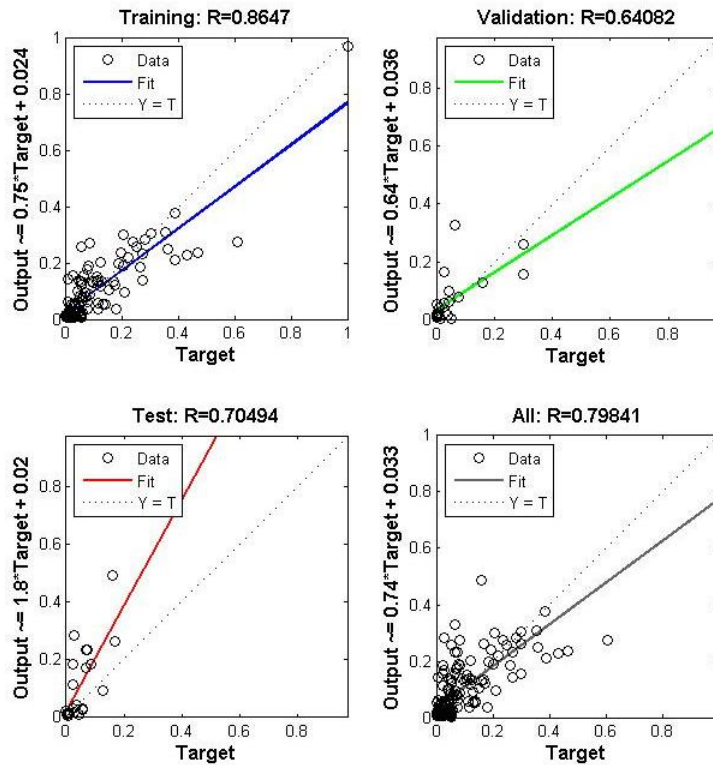 Training: R=0.8647
Output ~= 0.75*Target + 0.024
1
0.8
0.6
0.4
0.2
0
Data
Fit
Y = T
0
0.2
0.4
0.6
0.8
1
Target
Validation: R=0.64082
Output ~= 0.64*Target + 0.036
0.8
0.6
0.4
0.2
0
Data
Fit
Y = T
0
0.2
0.4
0.6
0.8
Target
Test: R=0.70494
Output ~= 1.8*Target + 0.02
0.8
0.6
0.4
0.2
0
Data
Fit
Y = T
0
0.2
0.4
0.6
0.8
Target
All: R=0.79841
Output ~= 0.74*Target + 0.033
1
0.8
0.6
0.4
0.2
0
Data
Fit
Y = T
0
0.2
0.4
0.6
0.8
Target